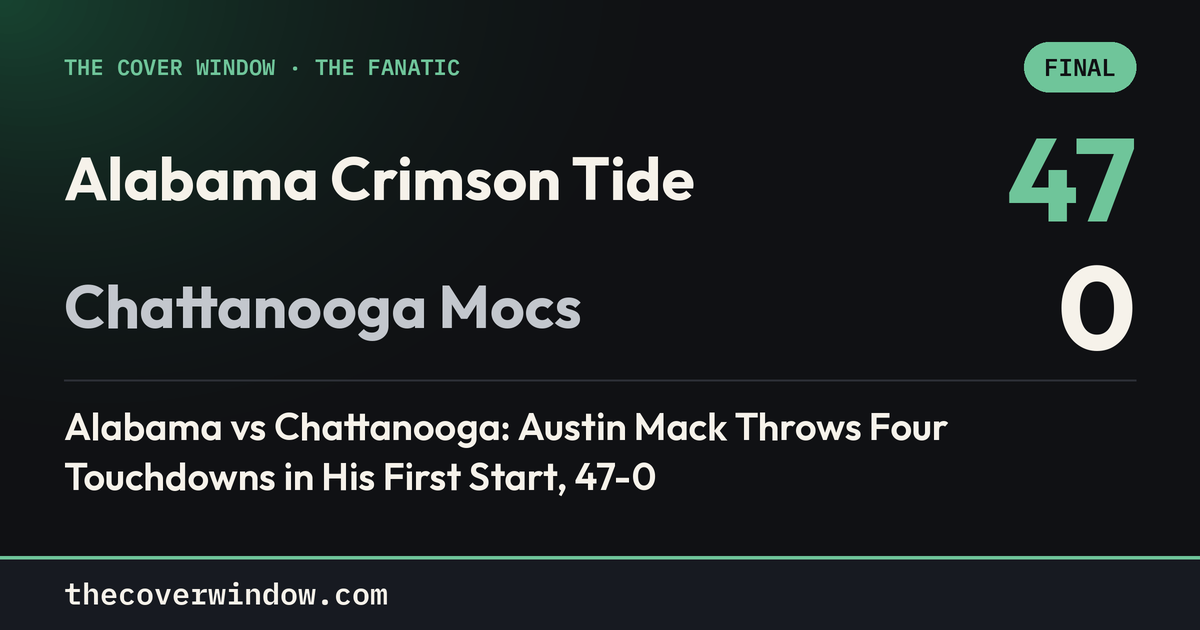 THE COVER WINDOW · THE FANATIC
FINAL
Alabama Crimson Tide 47
Chattanooga Mocs 0
Alabama vs Chattanooga: Austin Mack Throws Four
Touchdowns in His First Start, 47-0
thecoverwindow.com